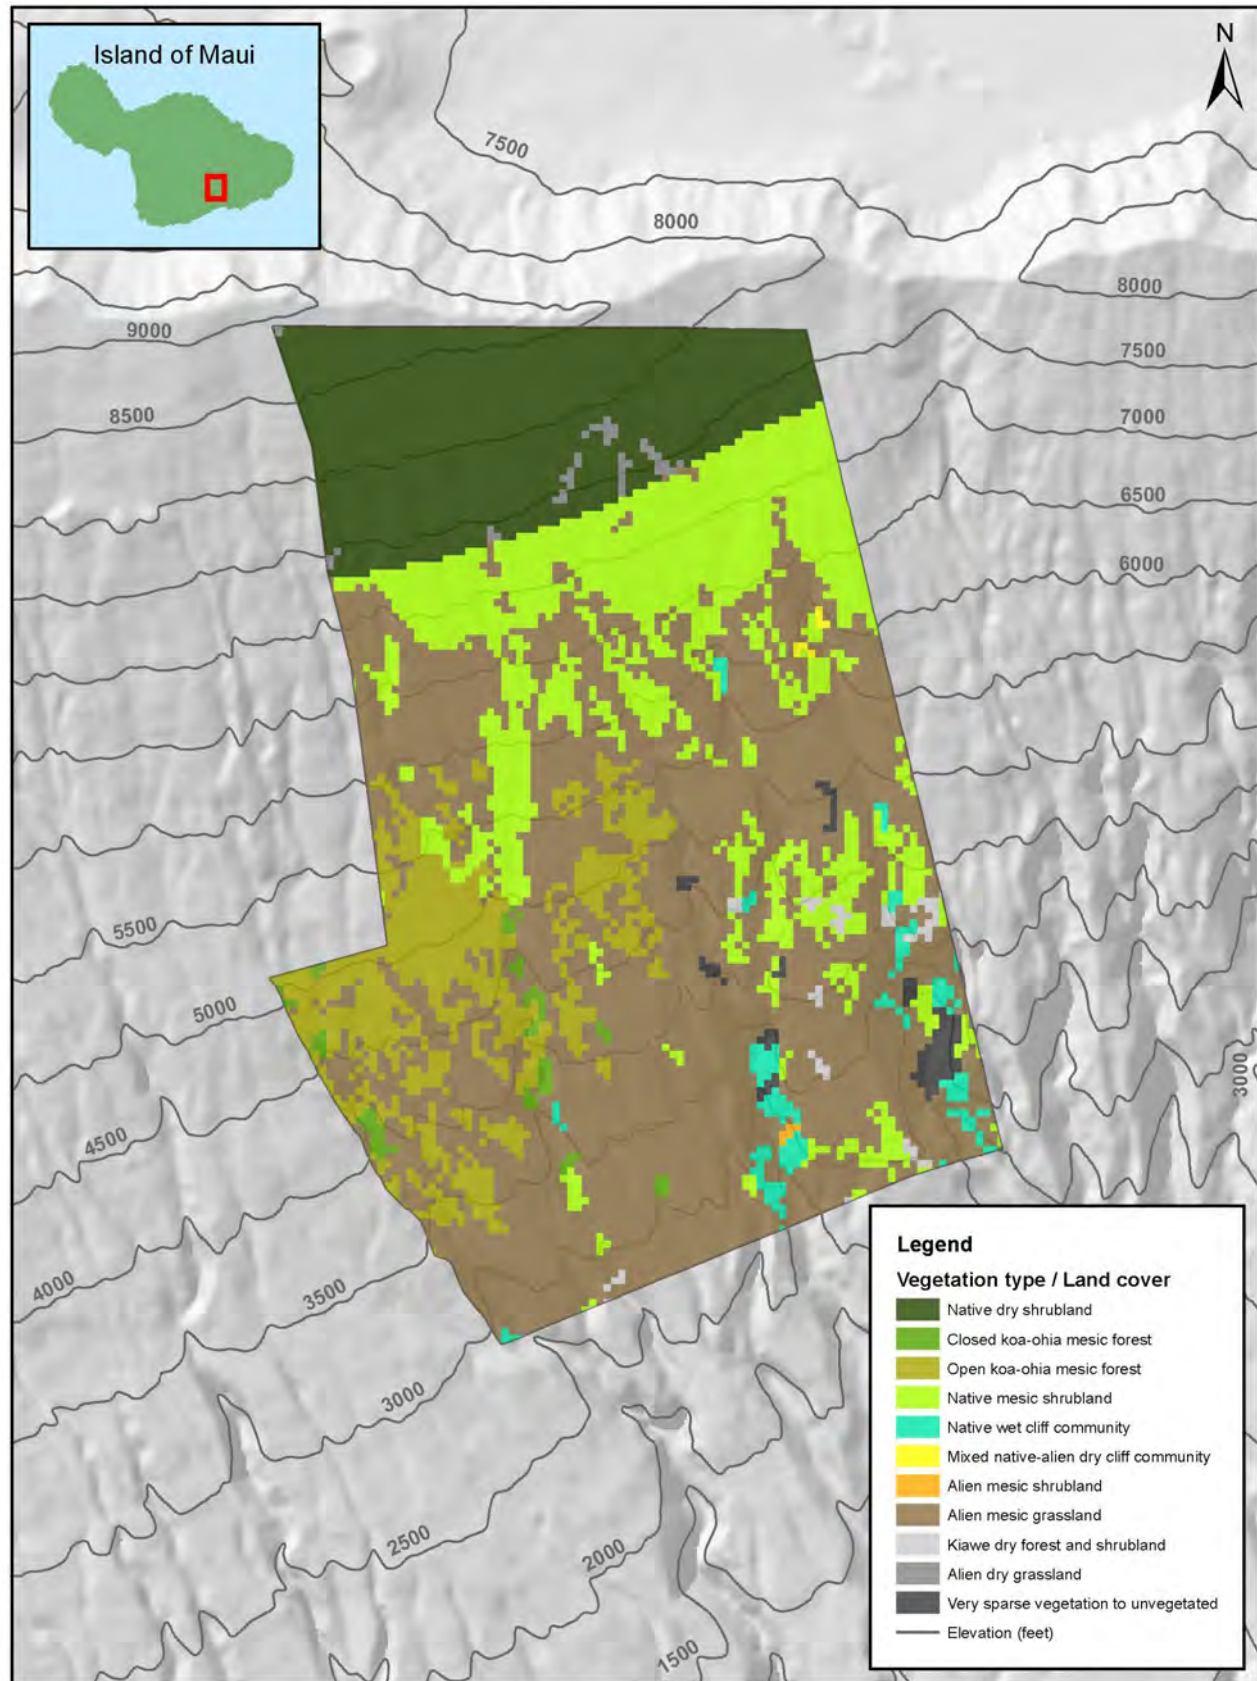 Island of Maui
N
7500
8000
8000
9000
7500
8500
7000
6500
6000
5500
5000
3000
4500
4000
3500
3000
2500
2000
1500
Legend
Vegetation type / Land cover
Native dry shrubland
Closed koa-ohia mesic forest
Open koa-ohia mesic forest
Native mesic shrubland
Native wet cliff community
Mixed native-alien dry cliff community
Alien mesic shrubland
Alien mesic grassland
Kiawe dry forest and shrubland
Alien dry grassland
Very sparse vegetation to unvegetated
Elevation (feet)